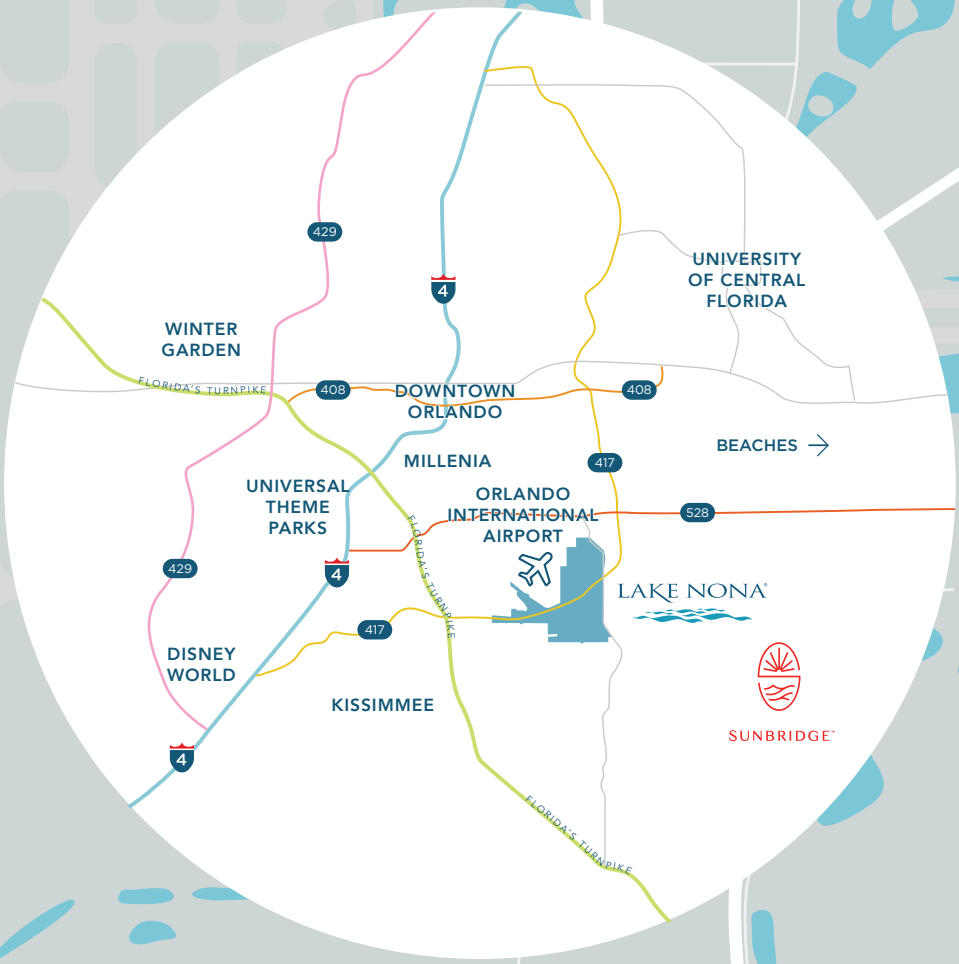 429
4
UNIVERSITY
OF CENTRAL
FLORIDA
WINTER
GARDEN
FLORIDA'S TURNPIKE
408
DOWNTOWN
ORLANDO
408
BEACHES
MILLENIA
417
UNIVERSAL
THEME
PARKS
ORLANDO
INTERNATIONAL
AIRPORT
528
FLORIDA'S TURNPIKE
429
4
LAKE NONA®
417
DISNEY
WORLD
KISSIMMEE
SUNBRIDGE™
4
FLORIDA'S TURNPIKE